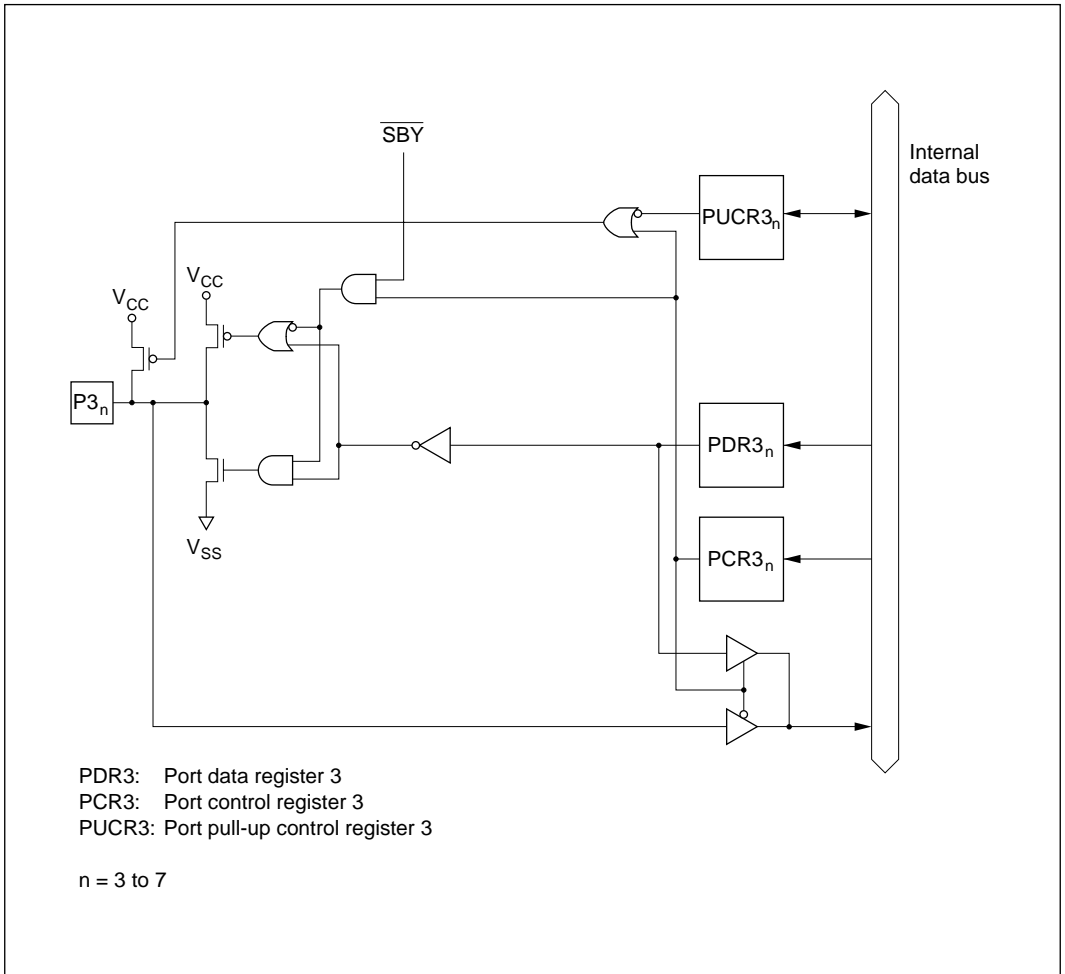 S̅B̅Y̅
Internal
data bus
PUCR3n
VCC
VCC
P3n
PDR3n
VSS
PCR3n
PDR3: Port data register 3
PCR3: Port control register 3
PUCR3: Port pull-up control register 3
n = 3 to 7